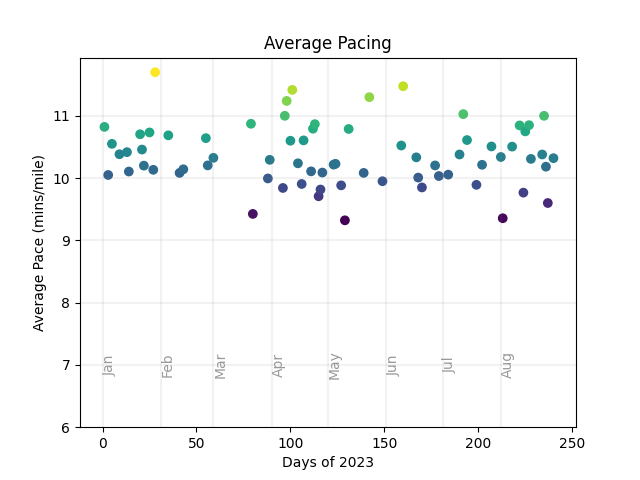 Average Pacing
Average Pace (mins/mile)
11
10
9
8
7
6
Jan
Feb
Mar
Apr
May
Jun
Jul
Aug
0
50
100
150
200
250
Days of 2023